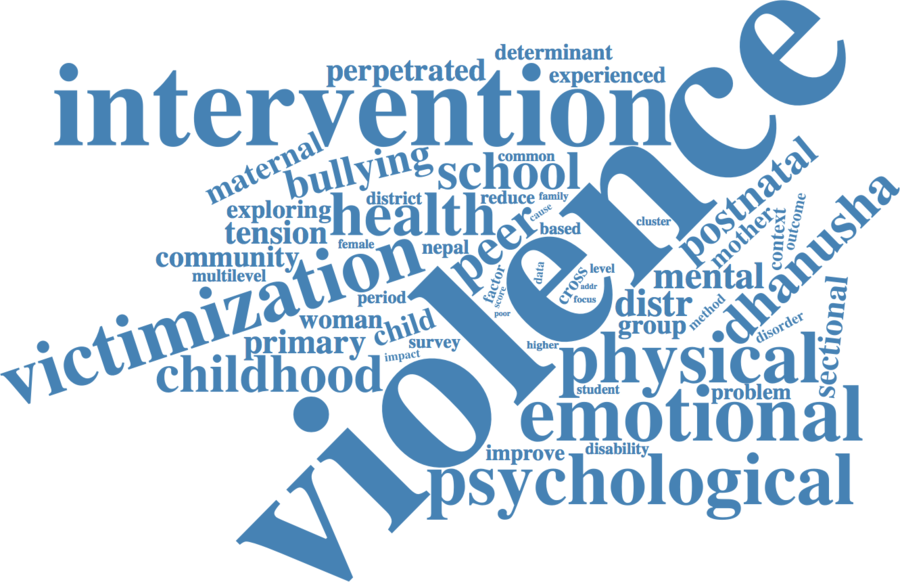 determinant
perpetrated
experienced
intervention
violence
maternal
bullying
common
school
postnatal
district
reduce
family
exploring
health
cause
cluster
mother
context
outcome
dhanusha
tension
female
nepal
peer
based
community
multilevel
victimization
factor
score
poor
data
cross
level
addr
focus
mental
period
distr
method
disorder
sectional
woman
child
group
primary
survey
impact
higher
physical
childhood
student
problem
emotional
improve
disability
psychological